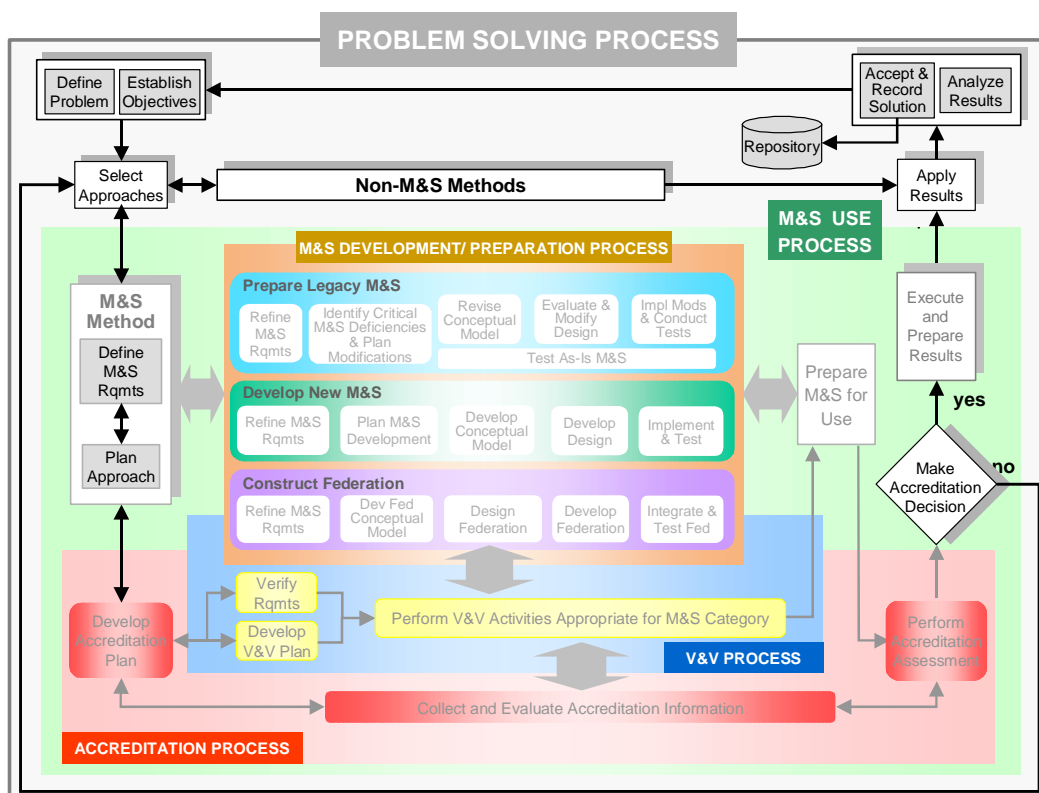 PROBLEM SOLVING PROCESS
Define
Problem
Establish
Objectives
Accept &
Record
Solution
Analyze
Results
Repository
Select
Approaches
Non-M&S Methods
Apply
Results
M&S USE
PROCESS
M&S DEVELOPMENT/ PREPARATION PROCESS
M&S
Method
Define
M&S
Rqmts
Plan
Approach
Prepare Legacy M&S
Refine
M&S
Rqmts
Identify Critical
M&S Deficiencies
& Plan
Modifications
Revise
Conceptual
Model
Evaluate &
Modify
Design
Impl Mods
& Conduct
Tests
Test As-Is M&S
Develop New M&S
Refine M&S
Rqmts
Plan M&S
Development
Develop
Conceptual
Model
Develop
Design
Implement
& Test
Construct Federation
Refine M&S
Rqmts
Dev Fed
Conceptual
Model
Design
Federation
Develop
Federation
Integrate &
Test Fed
Prepare
M&S for
Use
Execute
and
Prepare
Results
yes
no
Make
Accreditation
Decision
Verify
Rqmts
Develop
V&V Plan
Perform V&V Activities Appropriate for M&S Category
V&V PROCESS
Develop
Accreditation
Plan
Perform
Accreditation
Assessment
Collect and Evaluate Accreditation Information
ACCREDITATION PROCESS